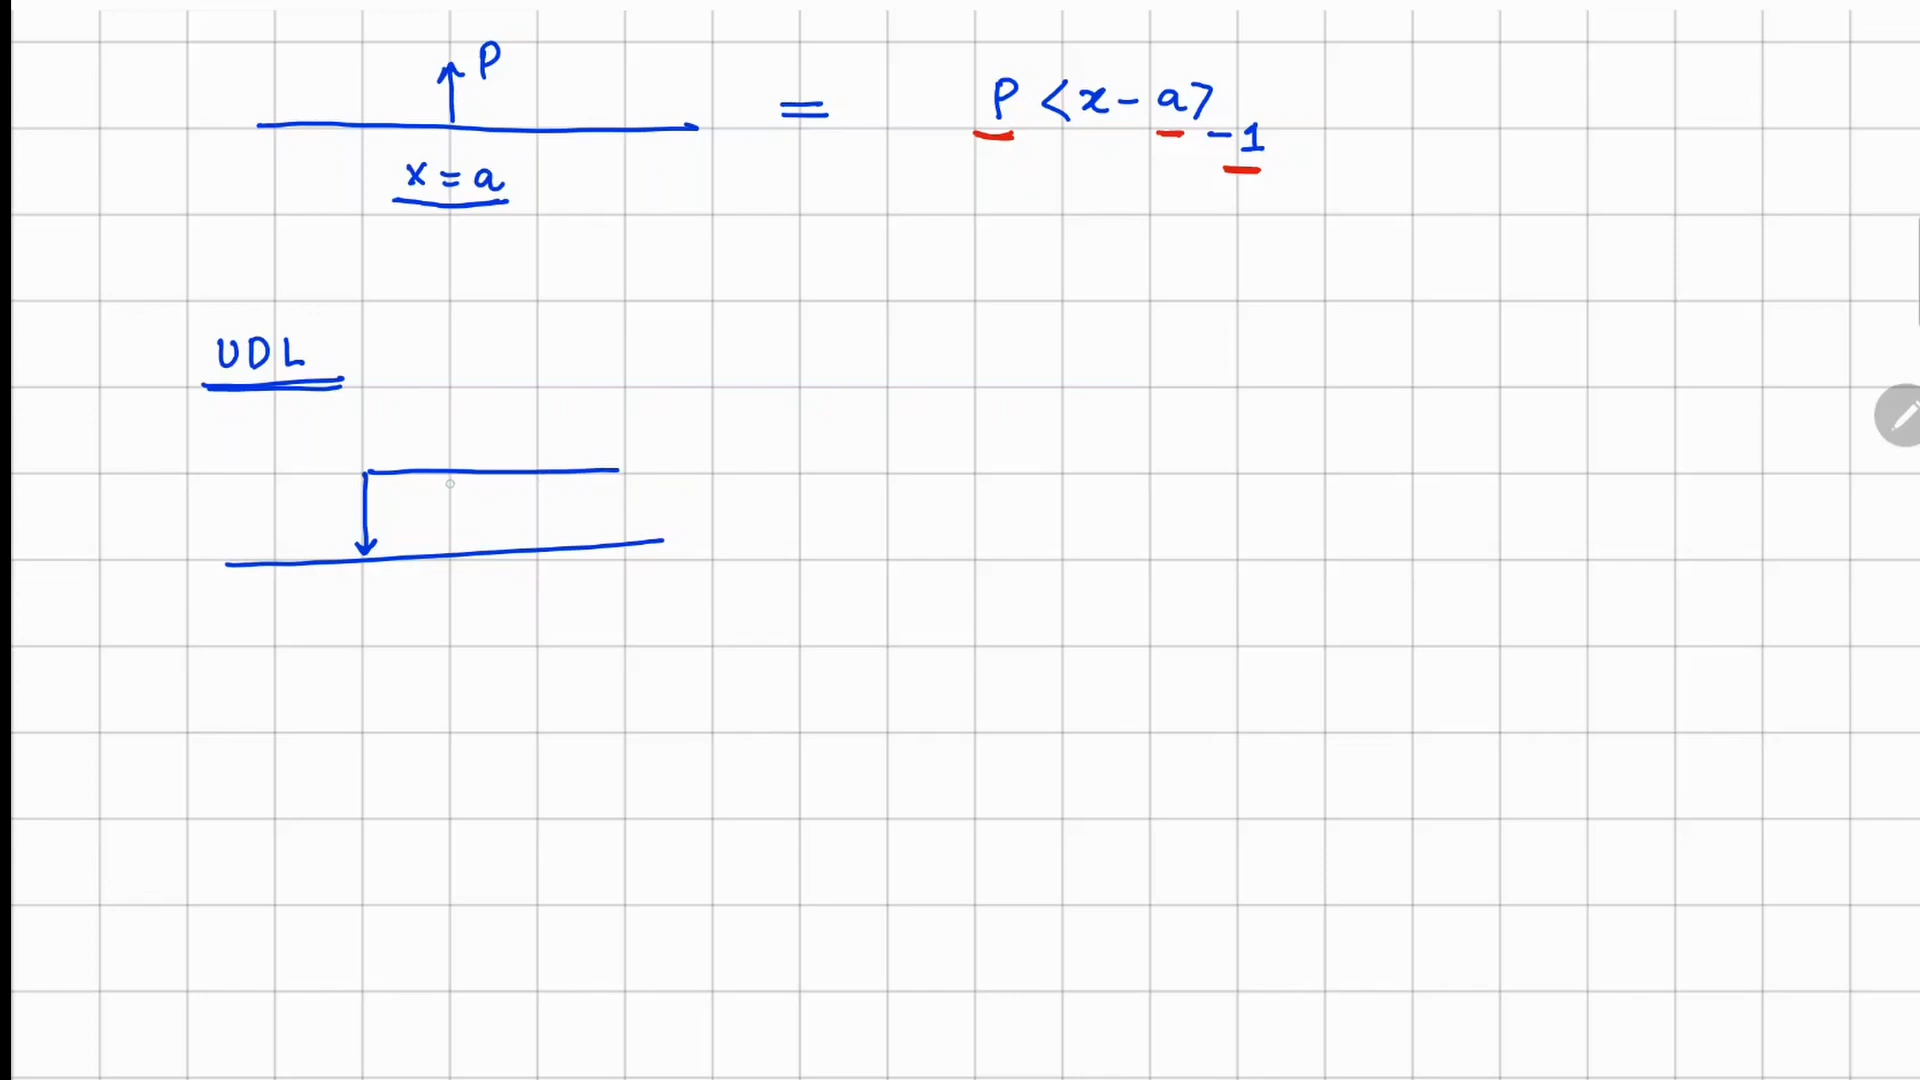 P
= P <x - a>-1
x = a
UDL